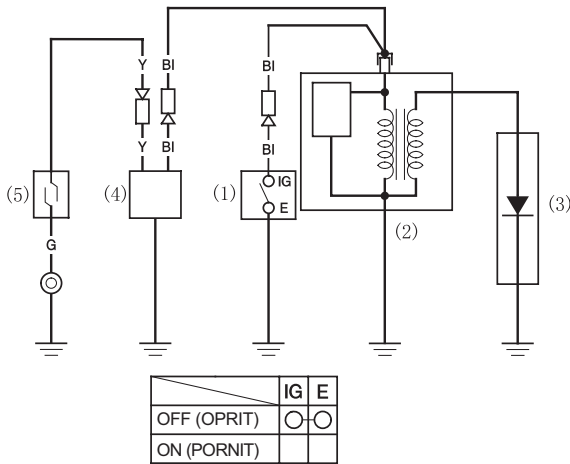 Y Bl
Bl
Y Bl
Bl
(5) (4) (1) IG
E
(2)
(3)
G
IG E
OFF (OPRIT)
ON (PORNIT)